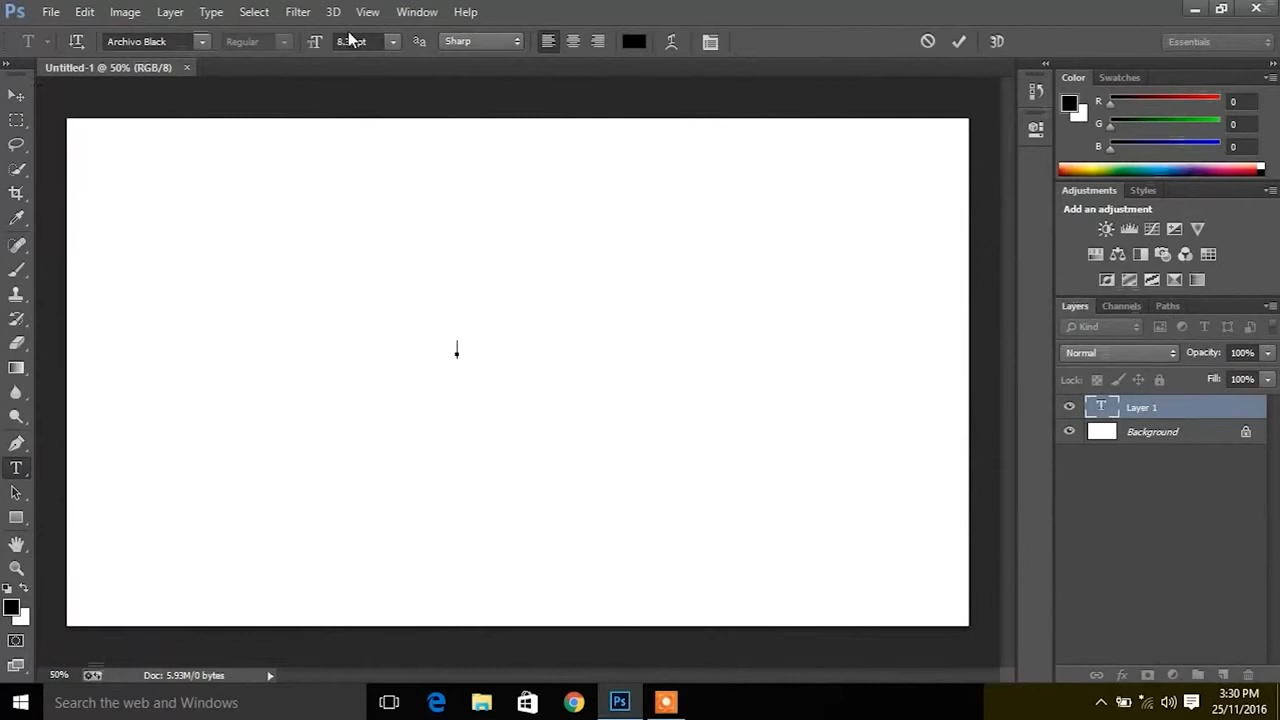 Ps File Edit Image Layer Type Select Filter 3D View Window Help
T Archivo Black Regular Sharp 3D Essentials
Untitled-1 @ 50% (RGB/8) ×
Color Swatches
R 0
G 0
B 0
Adjustments Styles
Add an adjustment
Layers Channels Paths
Kind
Normal Opacity: 100%
Lock: Fill: 100%
T Layer 1
Background
50% Doc: 5.93M/0 bytes
Search the web and Windows
Ps
3:30 PM
25/11/2016